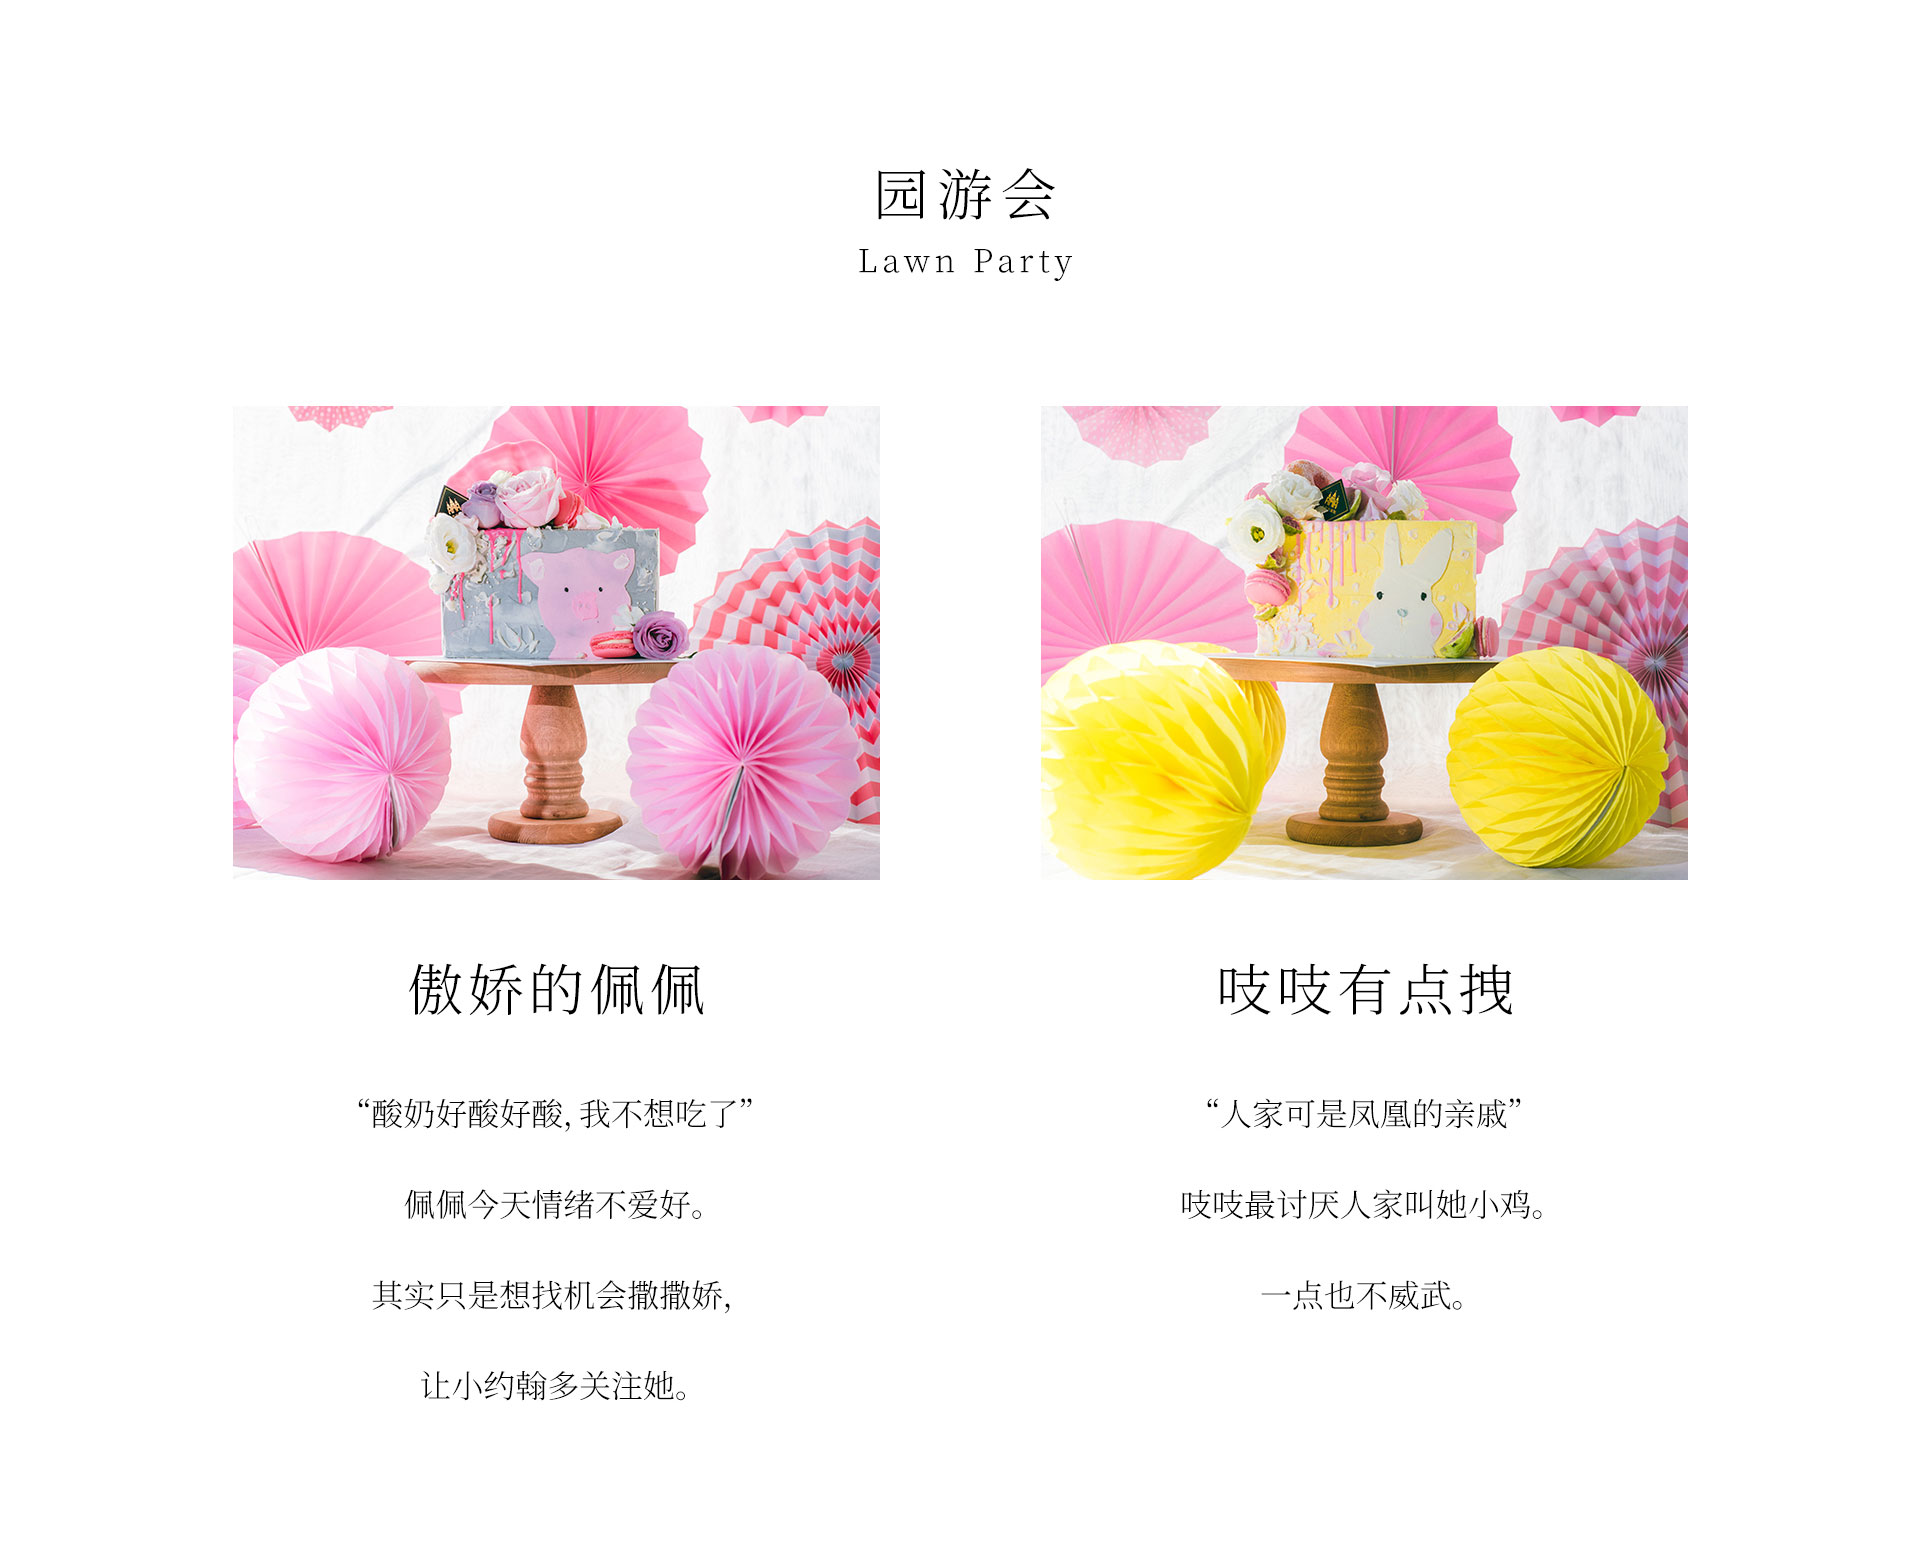 园游会
Lawn Party
傲娇的佩佩
“酸奶好酸好酸, 我不想吃了”
佩佩今天情绪不爱好。
其实只是想找机会撒撒娇,
让小约翰多关注她。
吱吱有点拽
“人家可是凤凰的亲戚”
吱吱最讨厌人家叫她小鸡。
一点也不威武。